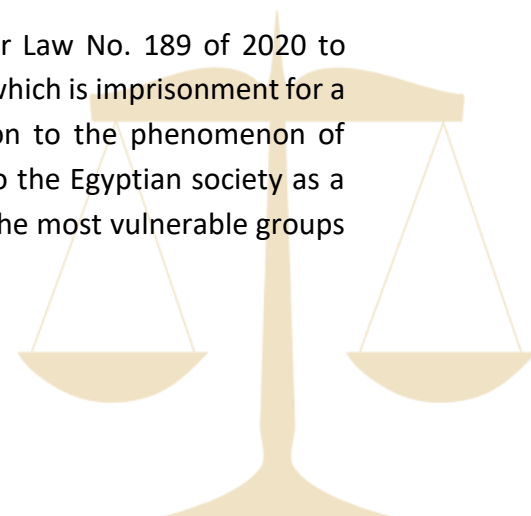 r Law No. 189 of 2020 to
which is imprisonment for a
on to the phenomenon of
o the Egyptian society as a
he most vulnerable groups